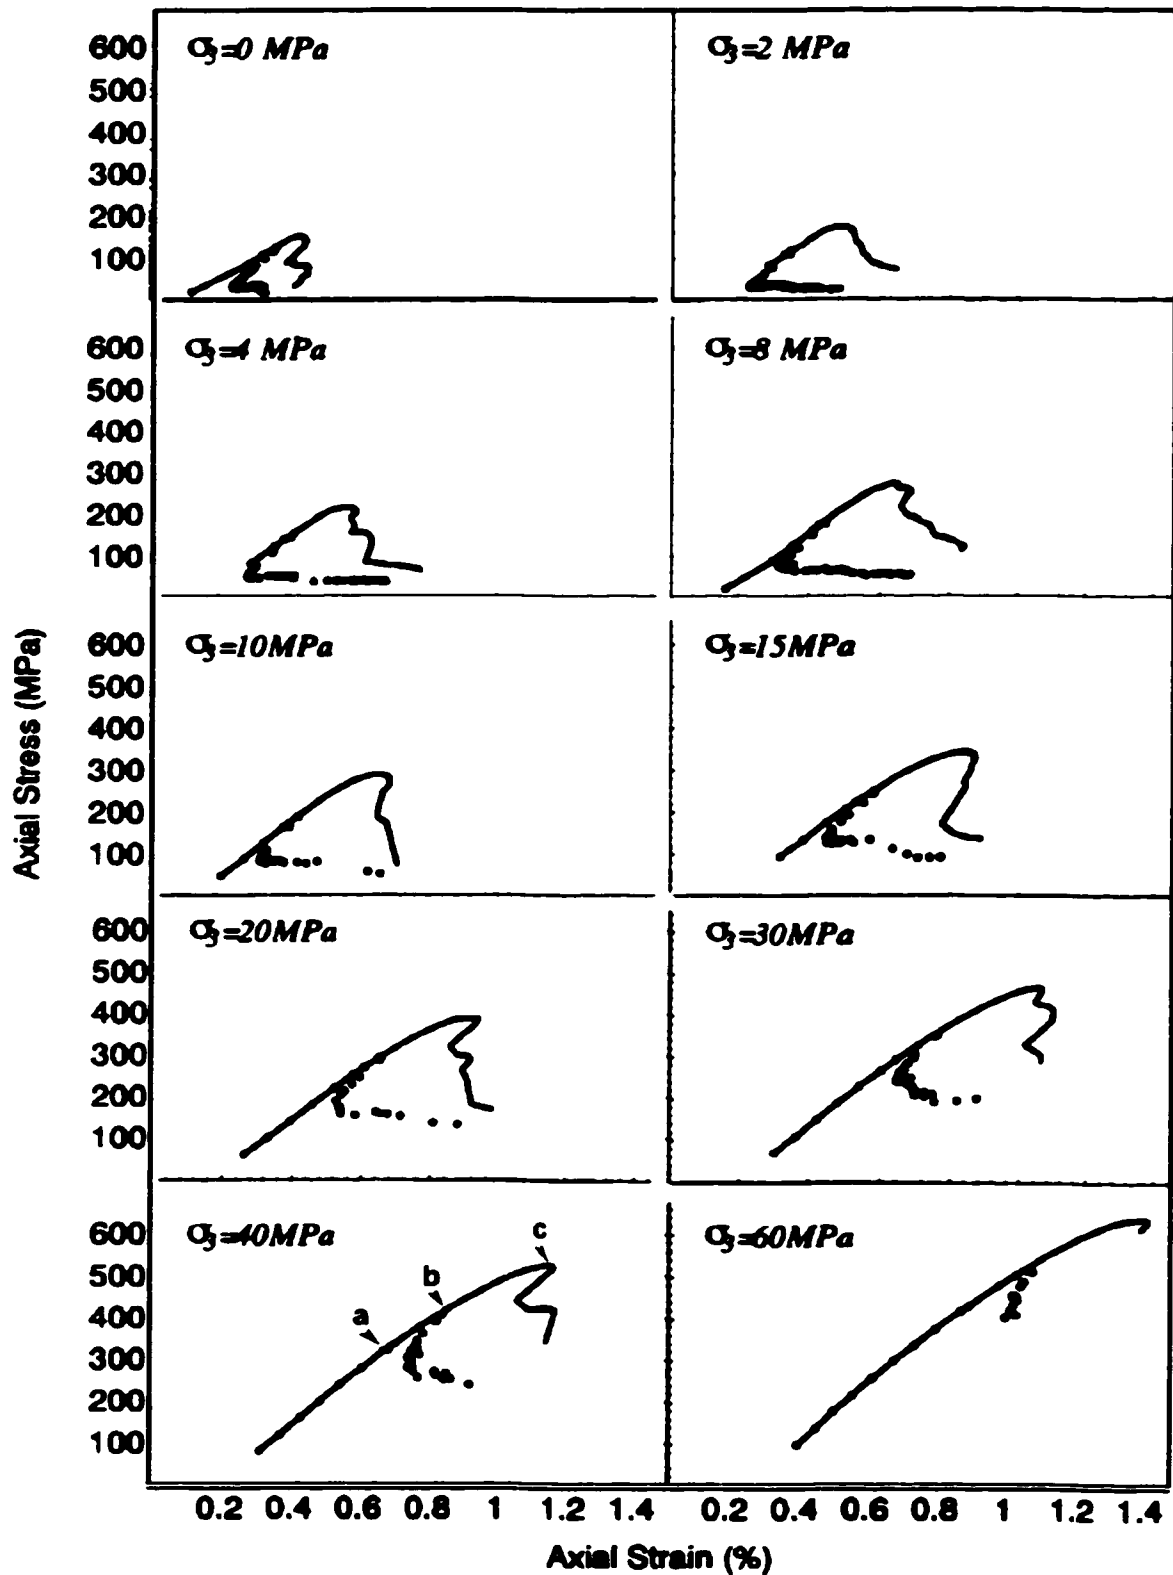 σ3=0 MPa
σ3=2 MPa
600
500
400
300
200
100
σ3=4 MPa
σ3=8 MPa
600
500
400
300
200
100
σ3=10MPa
σ3=15MPa
600
500
400
300
200
100
σ3=20MPa
σ3=30MPa
600
500
400
300
200
100
σ3=40MPa
σ3=60MPa
600
500
400
300
200
100
a
b
c
Axial Stress (MPa)
0.2 0.4 0.6 0.8 1 1.2 1.4
0.2 0.4 0.6 0.8 1 1.2 1.4
Axial Strain (%)